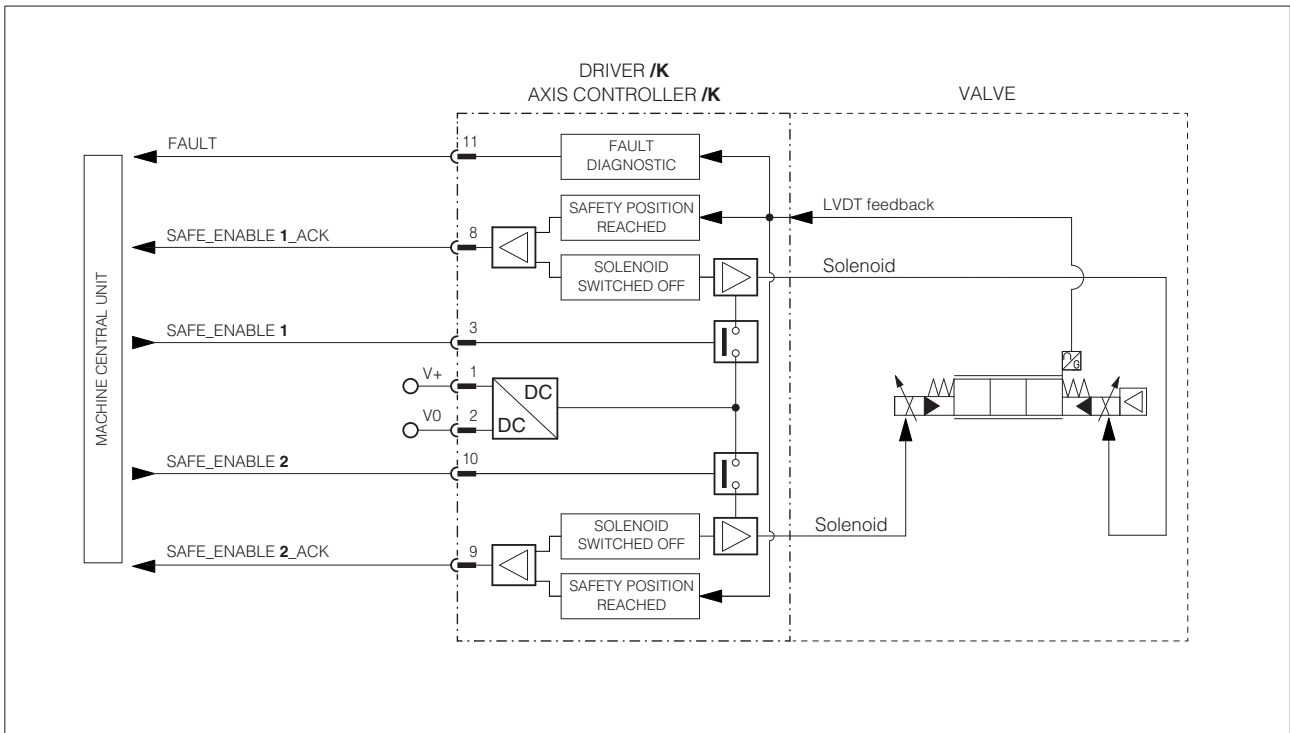 DRIVER /K
AXIS CONTROLLER /K
VALVE
MACHINE CENTRAL UNIT
FAULT
11
FAULT
DIAGNOSTIC
SAFETY POSITION
REACHED
LVDT feedback
SAFE_ENABLE 1_ACK
8
SOLENOID
SWITCHED OFF
Solenoid
SAFE_ENABLE 1
3
V+
1
DC
DC
V0
2
G
SAFE_ENABLE 2
10
SOLENOID
SWITCHED OFF
Solenoid
SAFE_ENABLE 2_ACK
9
SAFETY POSITION
REACHED